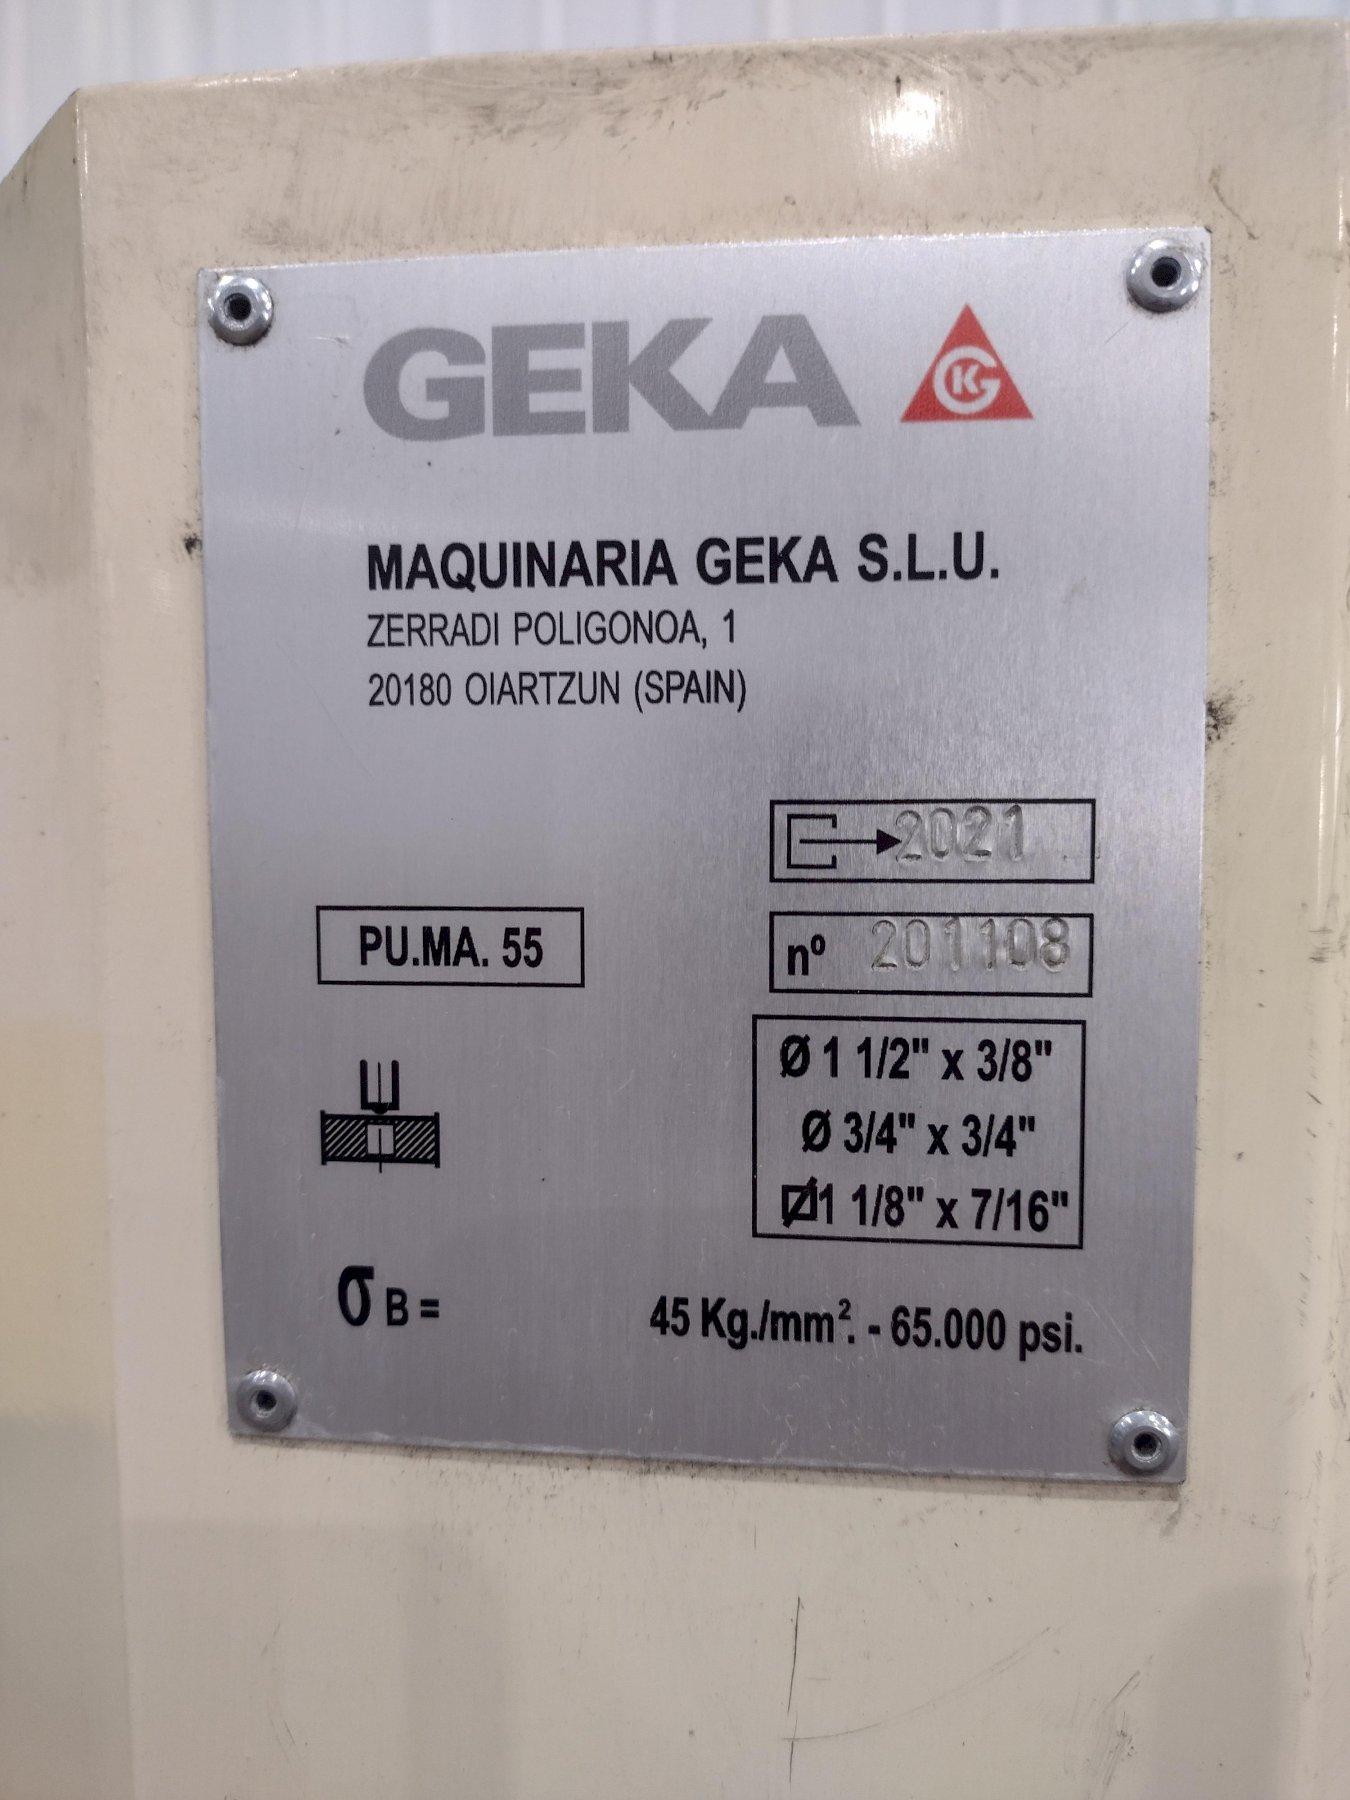 GEKA GK
MAQUINARIA GEKA S.L.U.
ZERRADI POLIGONOA, 1
20180 OIARTZUN (SPAIN)
2021
PU.MA. 55
nº 201108
Ø 1 1/2" x 3/8"
Ø 3/4" x 3/4"
⍁1 1/8" x 7/16"
σ B =
45 Kg./mm². - 65.000 psi.